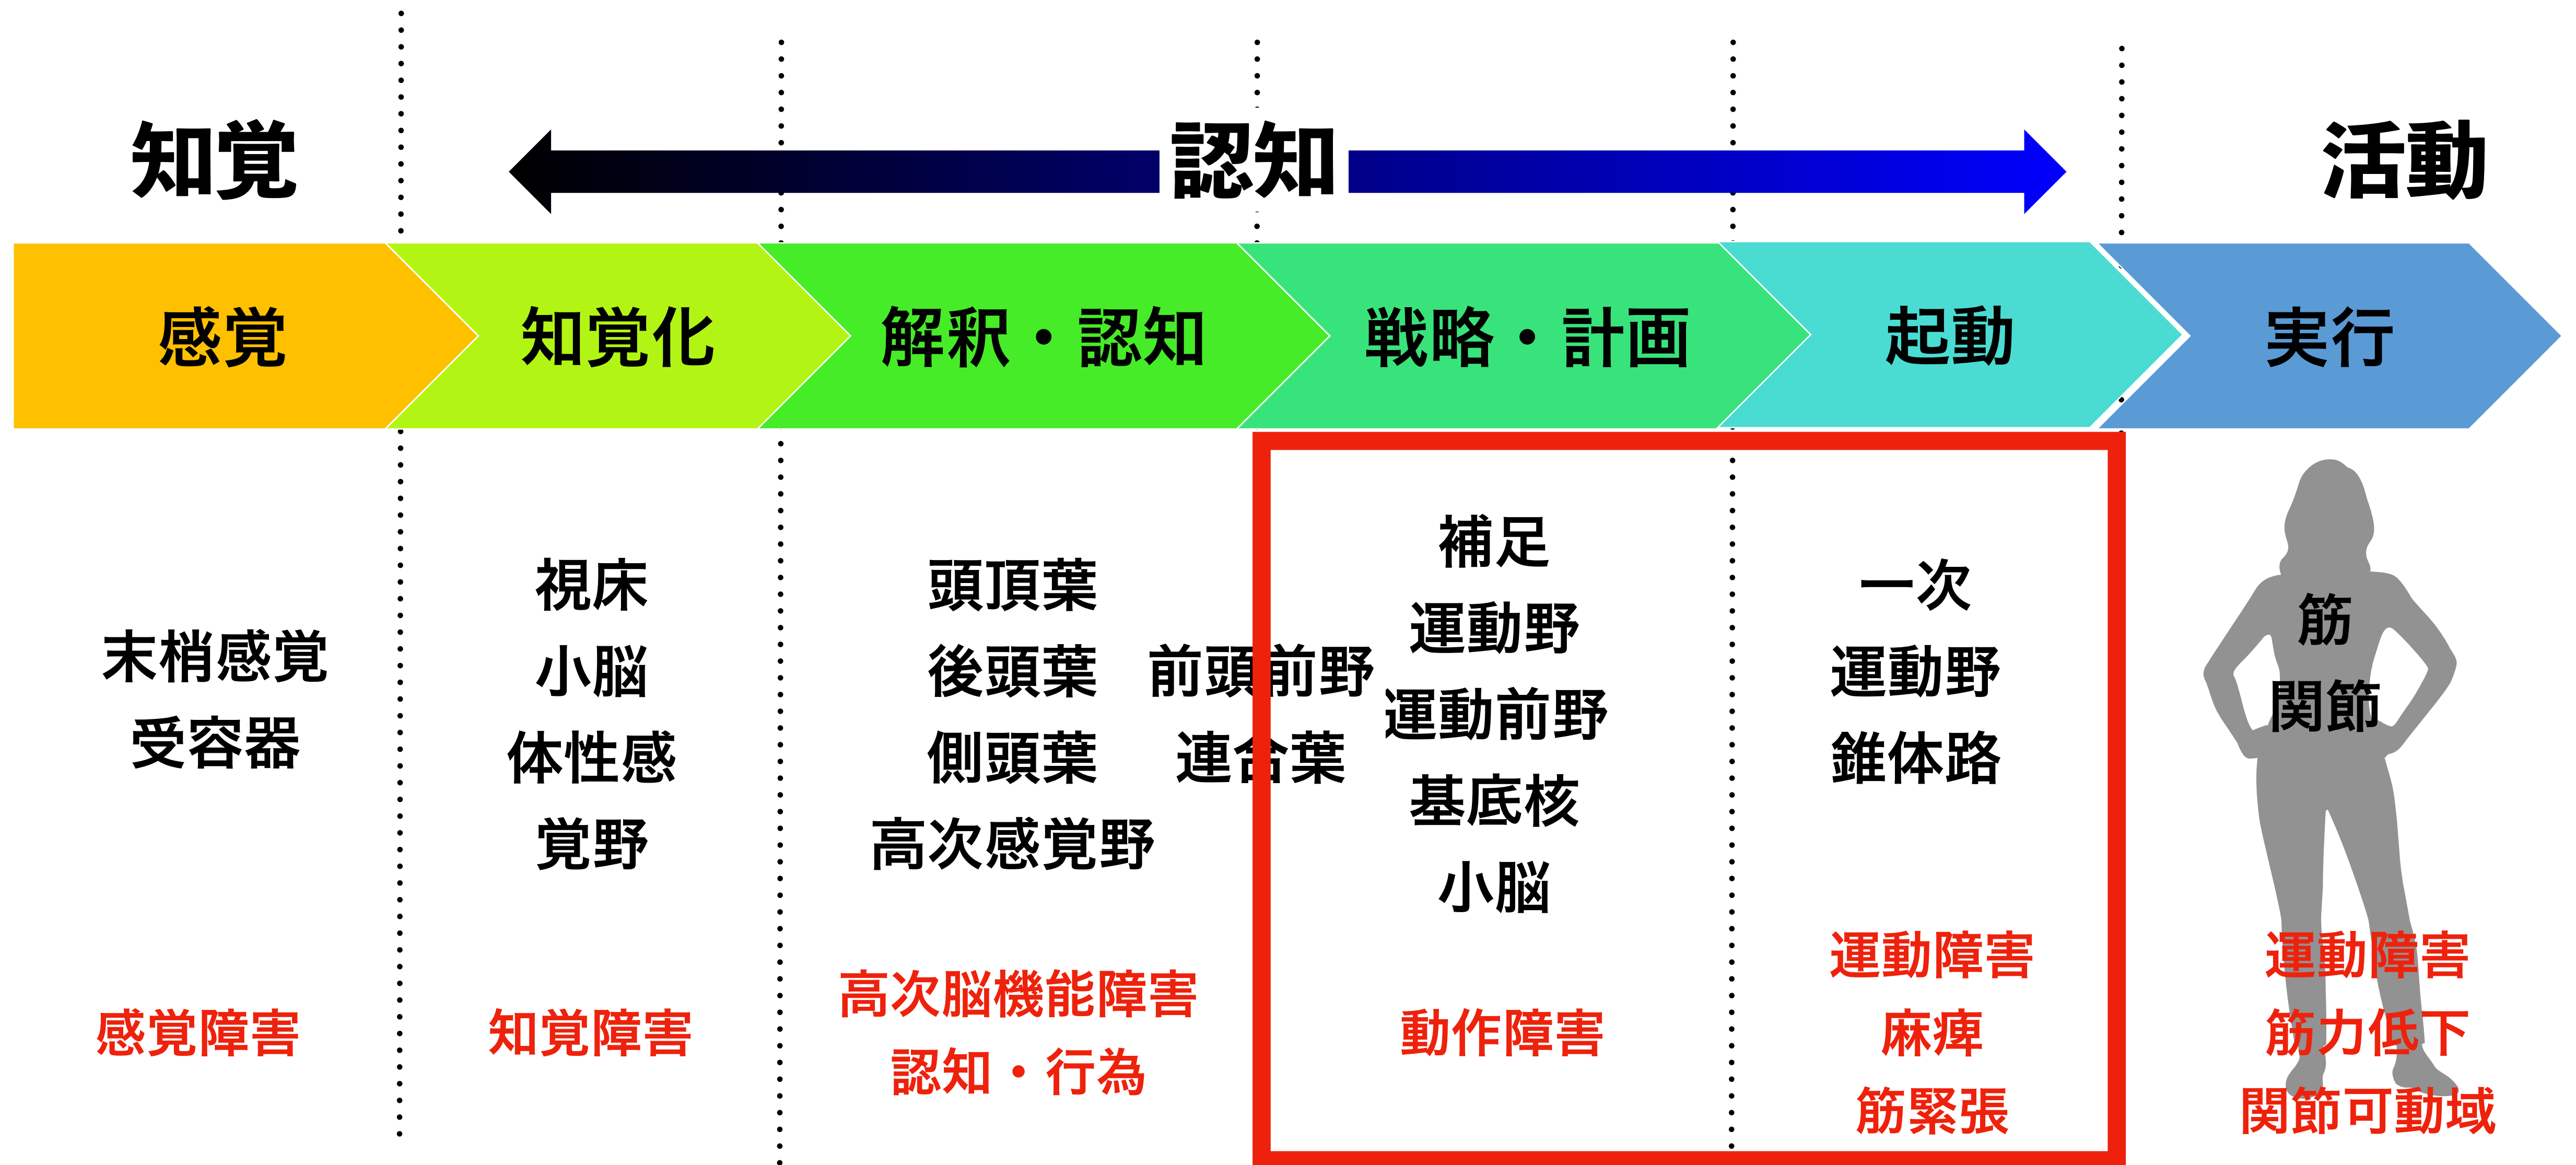 知覚
認知
活動
感覚
知覚化
解釈・認知
戦略・計画
起動
実行
末梢感覚
受容器
感覚障害
視床
小脳
体性感
覚野
知覚障害
頭頂葉
後頭葉
側頭葉
高次感覚野
高次脳機能障害
認知・行為
前頭前野
連合葉
補足
運動野
運動前野
基底核
小脳
動作障害
一次
運動野
錐体路
運動障害
麻痺
筋緊張
筋
関節
運動障害
筋力低下
関節可動域